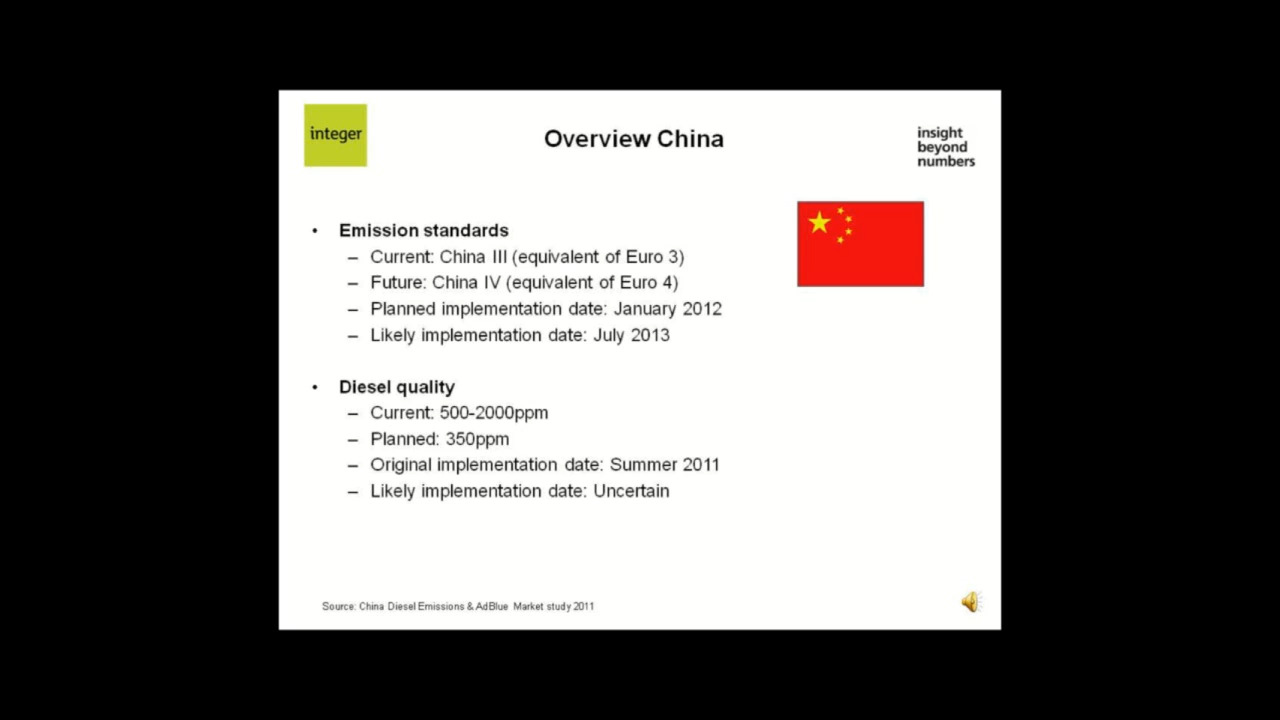 integer
Overview China
insight
beyond
numbers
• Emission standards
– Current: China III (equivalent of Euro 3)
– Future: China IV (equivalent of Euro 4)
– Planned implementation date: January 2012
– Likely implementation date: July 2013
• Diesel quality
– Current: 500-2000ppm
– Planned: 350ppm
– Original implementation date: Summer 2011
– Likely implementation date: Uncertain
Source: China Diesel Emissions & AdBlue Market study 2011